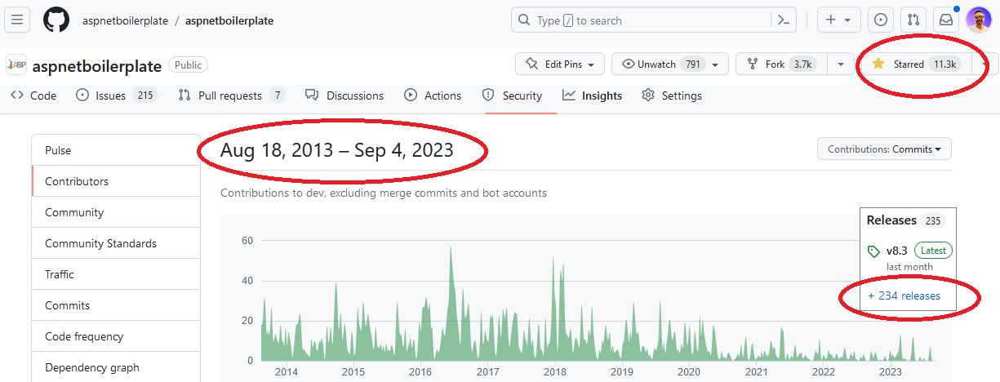 aspnetboilerplate / aspnetboilerplate
Type / to search
ABP
aspnetboilerplate Public
Edit Pins
Unwatch 791
Fork 3.7k
Starred 11.3k
Code
Issues 215
Pull requests 7
Discussions
Actions
Security
Insights
Settings
Pulse
Contributors
Community
Community Standards
Traffic
Commits
Code frequency
Dependency graph
Aug 18, 2013 – Sep 4, 2023
Contributions: Commits
Contributions to dev, excluding merge commits and bot accounts
Releases 235
v8.3 Latest
last month
+ 234 releases
60
40
20
0
2014 2015 2016 2017 2018 2019 2020 2021 2022 2023